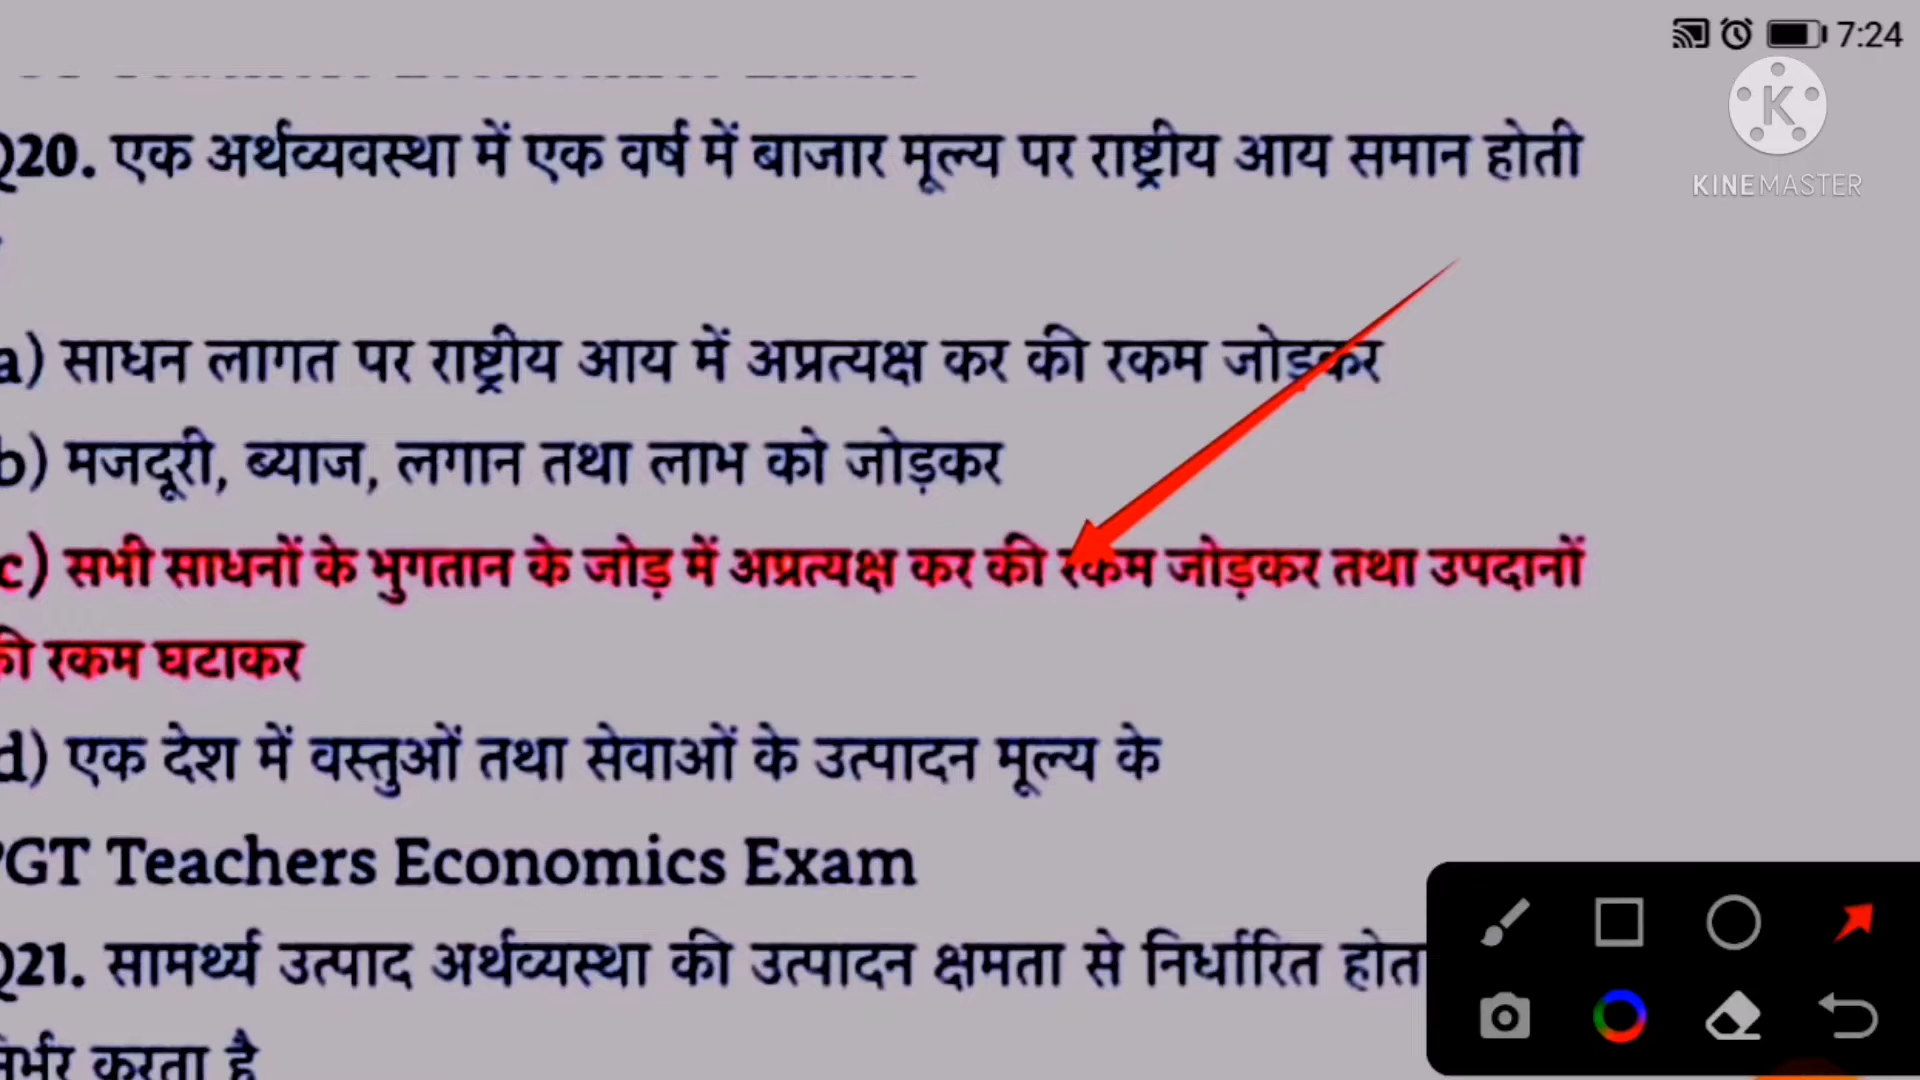 7:24
KINEMASTER
Q20. एक अर्थव्यवस्था में एक वर्ष में बाजार मूल्य पर राष्ट्रीय आय समान होती
a) साधन लागत पर राष्ट्रीय आय में अप्रत्यक्ष कर की रकम जोड़कर
b) मजदूरी, ब्याज, लगान तथा लाभ को जोड़कर
c) सभी साधनों के भुगतान के जोड़ में अप्रत्यक्ष कर की रकम जोड़कर तथा उपदानों
की रकम घटाकर
d) एक देश में वस्तुओं तथा सेवाओं के उत्पादन मूल्य के
PGT Teachers Economics Exam
Q21. सामर्थ्य उत्पाद अर्थव्यस्था की उत्पादन क्षमता से निर्धारित होत
निर्भर करता है